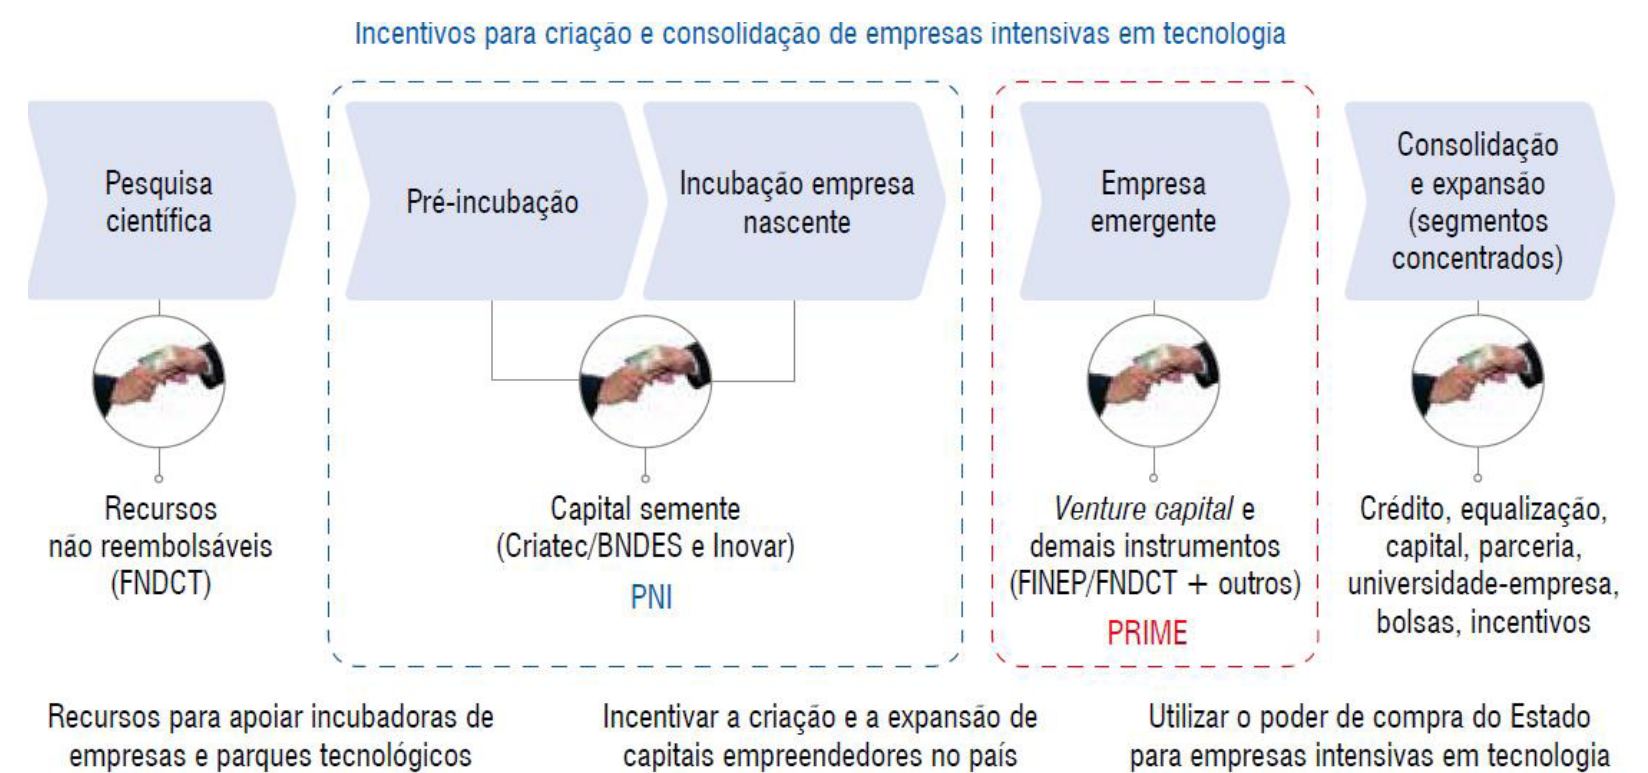 Incentivos para criação e consolidação de empresas intensivas em tecnologia
Pesquisa
científica
Pré-incubação
Incubação empresa
nascente
Empresa
emergente
Consolidação
e expansão
(segmentos
concentrados)
Recursos
não reembolsáveis
(FNDCT)
Capital semente
(Criatec/BNDES e Inovar)
PNI
Venture capital e
demais instrumentos
(FINEP/FNDCT + outros)
PRIME
Crédito, equalização,
capital, parceria,
universidade-empresa,
bolsas, incentivos
Recursos para apoiar incubadoras de
empresas e parques tecnológicos
Incentivar a criação e a expansão de
capitais empreendedores no país
Utilizar o poder de compra do Estado
para empresas intensivas em tecnologia